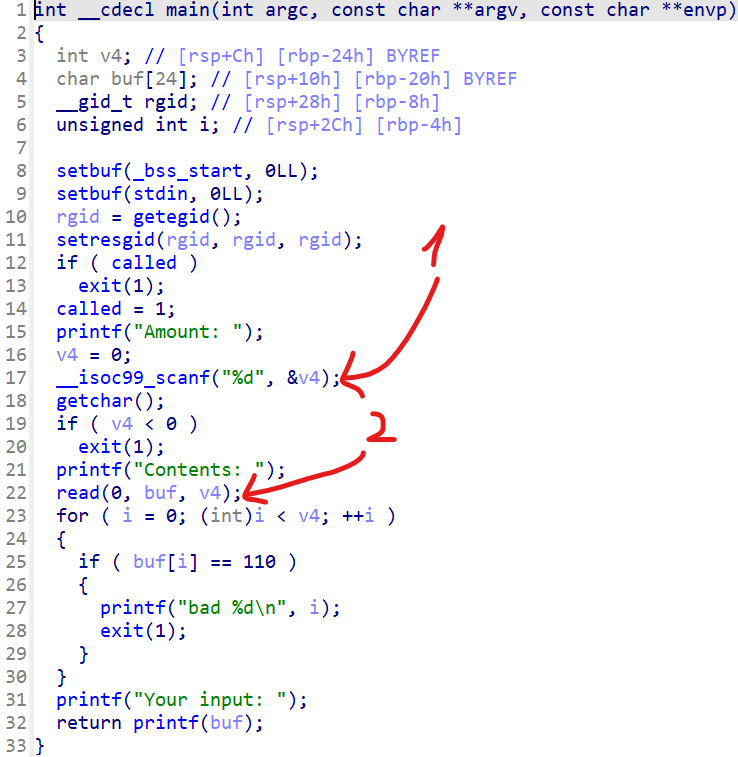 1 int __cdecl main(int argc, const char **argv, const char **envp)
2 {
3 int v4; // [rsp+Ch] [rbp-24h] BYREF
4 char buf[24]; // [rsp+10h] [rbp-20h] BYREF
5 __gid_t rgid; // [rsp+28h] [rbp-8h]
6 unsigned int i; // [rsp+2Ch] [rbp-4h]
7
8 setbuf(_bss_start, 0LL);
9 setbuf(stdin, 0LL);
10 rgid = getegid();
11 setresgid(rgid, rgid, rgid);
12 if ( called )
13 exit(1);
14 called = 1;
15 printf("Amount: ");
16 v4 = 0;
17 __isoc99_scanf("%d", &v4);
18 getchar();
19 if ( v4 < 0 )
20 exit(1);
21 printf("Contents: ");
22 read(0, buf, v4);
23 for ( i = 0; (int)i < v4; ++i )
24 {
25 if ( buf[i] == 110 )
26 {
27 printf("bad %d\n", i);
28 exit(1);
29 }
30 }
31 printf("Your input: ");
32 return printf(buf);
33 }
1
2